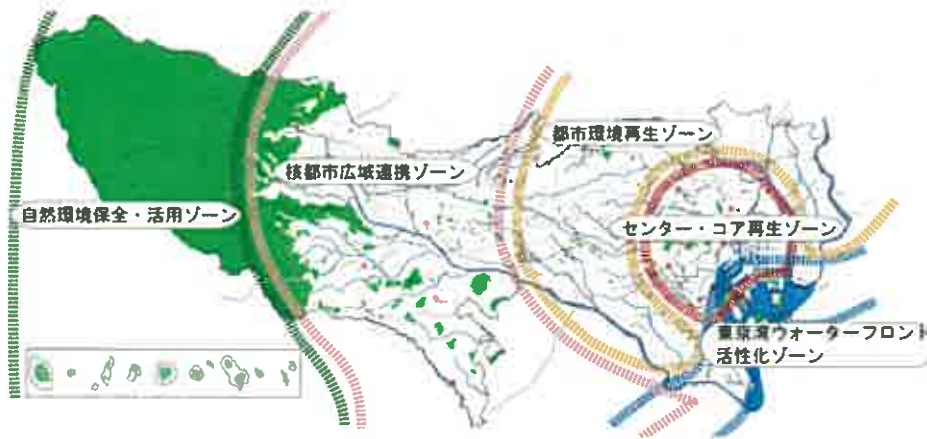 都市環境再生ゾーン
核都市広域連携ゾーン
自然環境保全・活用ゾーン
センター・コア再生ゾーン
東京湾ウォーターフロント
活性化ゾーン